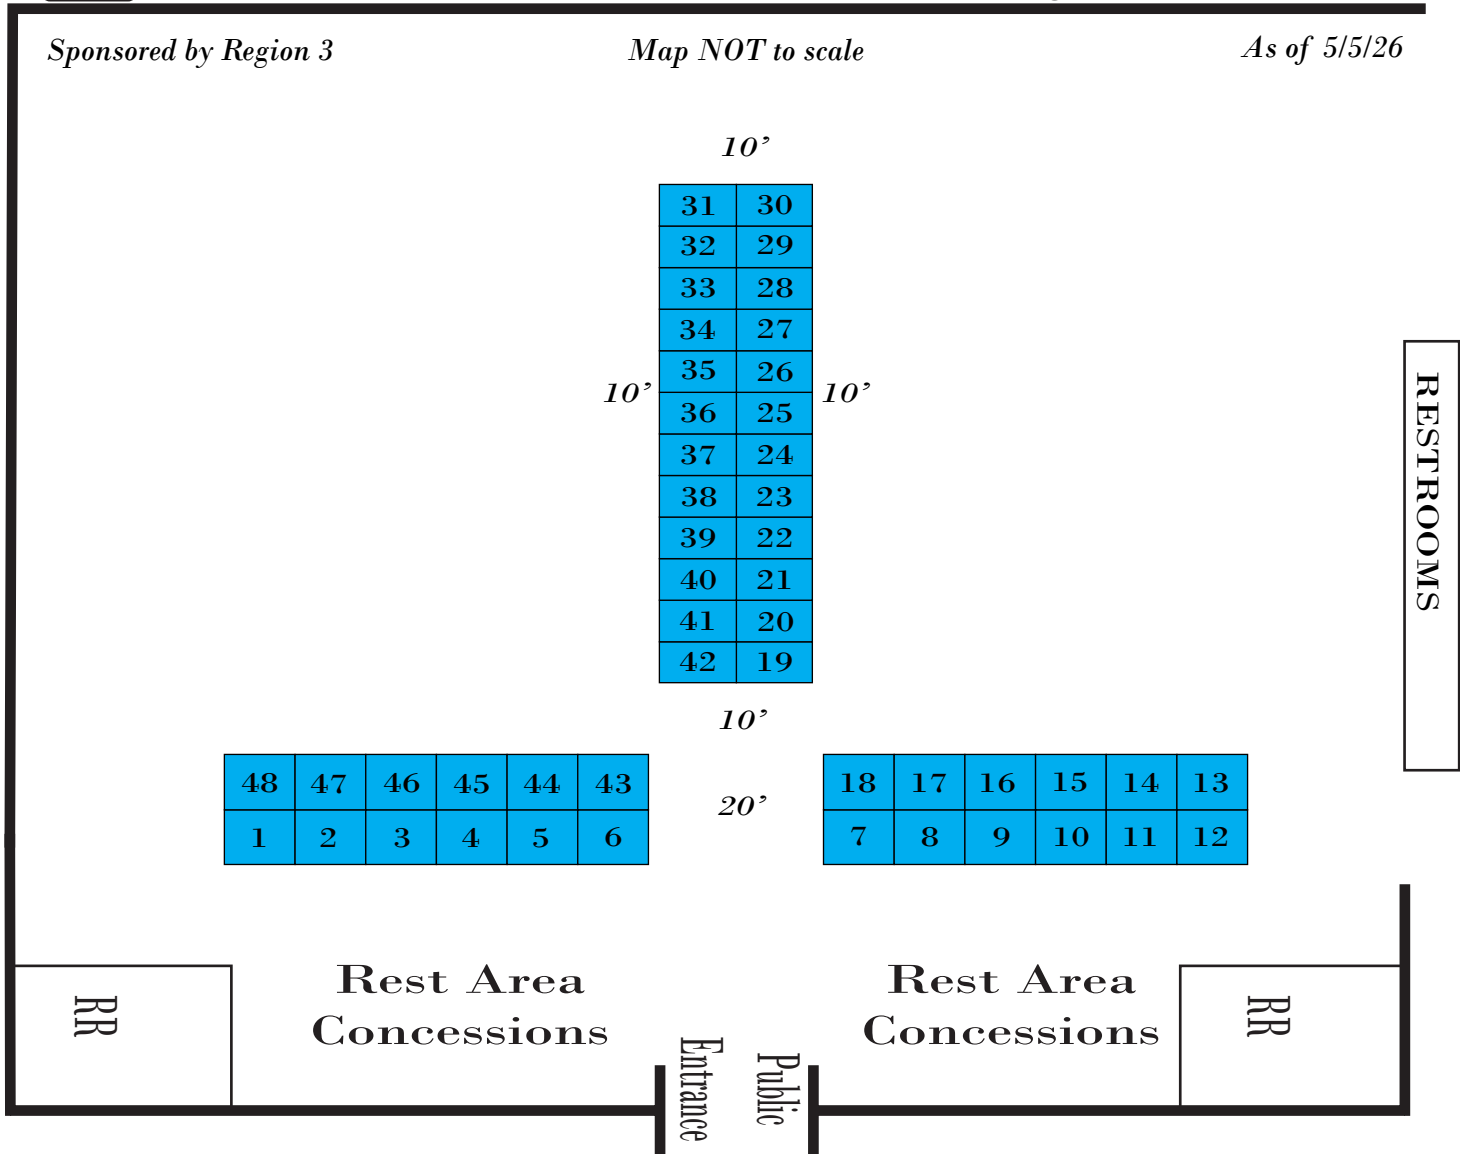 Sponsored by Region 3
Map NOT to scale
As of 5/5/26
10’
31 30
32 29
33 28
34 27
35 26
10’ 10’
36 25
37 24
38 23
39 22
40 21
41 20
42 19
10’
48 47 46 45 44 43
18 17 16 15 14 13
20’
1 2 3 4 5 6
7 8 9 10 11 12
RESTROOMS
Rest Area
Concessions
Rest Area
Concessions
RR
RR
Entrance
Public